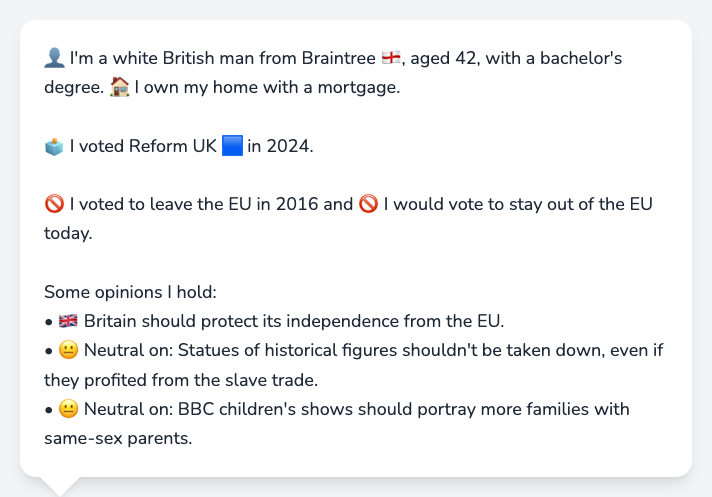 👤 I'm a white British man from Braintree 🏴󠁧󠁢󠁥󠁮󠁧󠁿, aged 42, with a bachelor's
degree. 🏠 I own my home with a mortgage.
🗳️ I voted Reform UK 🟦 in 2024.
🚫 I voted to leave the EU in 2016 and 🚫 I would vote to stay out of the EU
today.
Some opinions I hold:
• 🇬🇧 Britain should protect its independence from the EU.
• 😐 Neutral on: Statues of historical figures shouldn't be taken down, even if
they profited from the slave trade.
• 😐 Neutral on: BBC children's shows should portray more families with
same-sex parents.